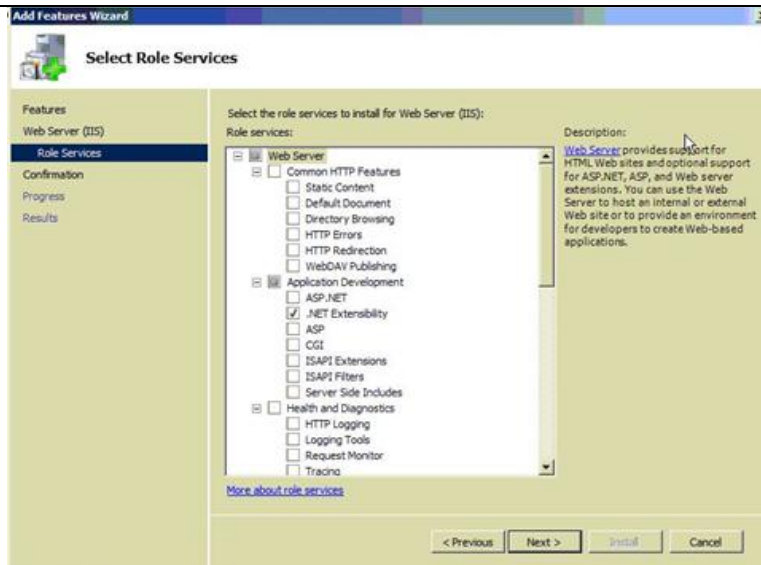 Add Features Wizard
Select Role Services
Features
Web Server (IIS)
Role Services
Confirmation
Progress
Results
Select the role services to install for Web Server (IIS):
Role services:
Web Server
Common HTTP Features
Static Content
Default Document
Directory Browsing
HTTP Errors
HTTP Redirection
WebDAV Publishing
Application Development
ASP.NET
.NET Extensibility
ASP
CGI
ISAPI Extensions
ISAPI Filters
Server Side Includes
Health and Diagnostics
HTTP Logging
Logging Tools
Request Monitor
Tracing
More about role services
Description:
Web Server provides support for
HTML Web sites and optional support
for ASP.NET, ASP, and Web server
extensions. You can use the Web
Server to host an internal or external
Web site or to provide an environment
for developers to create Web-based
applications.
< Previous
Next >
Install
Cancel